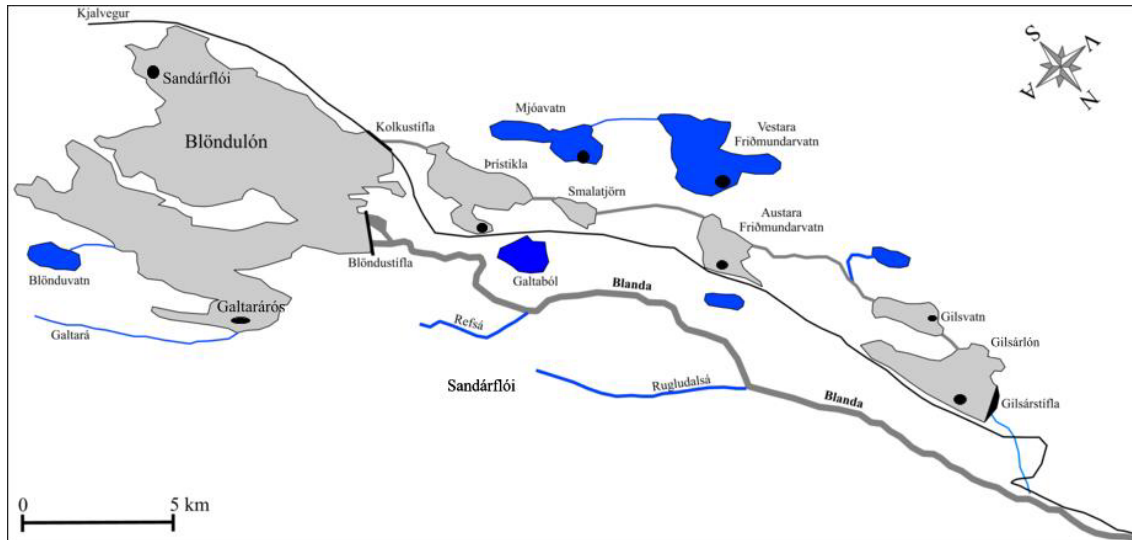 Kjalvegur
S
V
A
N
Sandárflói
Mjóavatn
Vestara
Friðmundarvatn
Kolkustífla
Blöndulón
Þristikla
Smalatjörn
Austara
Friðmundarvatn
Blönduvatn
Blöndustífla
Galtaból
Blanda
Galtarárós
Gilsvatn
Galtará
Refsá
Gilsárlón
Sandárflói
Rugludalsá
Blanda
Gilsárstífla
0
5 km